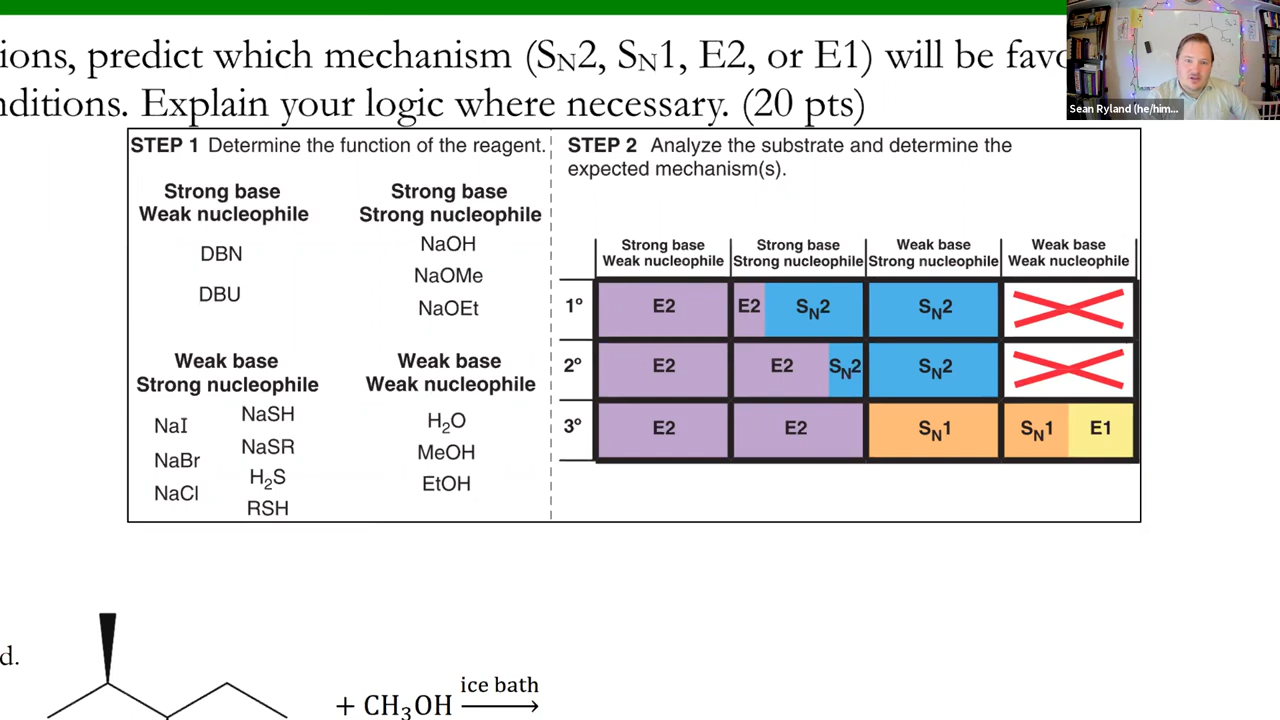 ions, predict which mechanism (SN2, SN1, E2, or E1) will be favo
nditions. Explain your logic where necessary. (20 pts)
Sean Ryland (he/him...
STEP 1 Determine the function of the reagent.
Strong base
Weak nucleophile
DBN
DBU
Strong base
Strong nucleophile
NaOH
NaOMe
NaOEt
Weak base
Strong nucleophile
NaI
NaBr
NaCl
NaSH
NaSR
H₂S
RSH
Weak base
Weak nucleophile
H₂O
MeOH
EtOH
STEP 2 Analyze the substrate and determine the
expected mechanism(s).
Strong base
Weak nucleophile
Strong base
Strong nucleophile
Weak base
Strong nucleophile
Weak base
Weak nucleophile
1º E2 E2 SN2 SN2
2º E2 E2 SN2 SN2
3º E2 E2 SN1 SN1 E1
d.
+ CH₃OH
ice bath